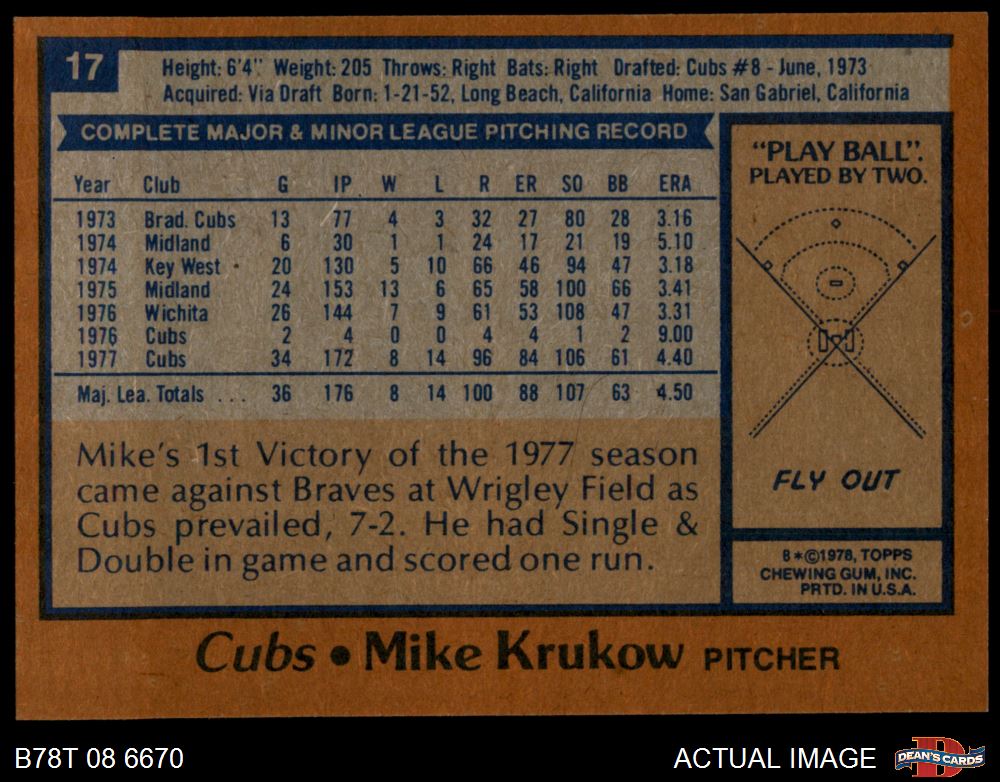 17
Height: 6'4" Weight: 205 Throws: Right Bats: Right Drafted: Cubs #8 - June, 1973
Acquired: Via Draft Born: 1-21-52, Long Beach, California Home: San Gabriel, California
COMPLETE MAJOR & MINOR LEAGUE PITCHING RECORD
Year Club G IP W L R ER SO BB ERA
1973 Brad. Cubs 13 77 4 3 32 27 80 28 3.16
1974 Midland 6 30 1 1 24 17 21 19 5.10
1974 Key West 20 130 5 10 66 46 94 47 3.18
1975 Midland 24 153 13 6 65 58 100 66 3.41
1976 Wichita 26 144 7 9 61 53 108 47 3.31
1976 Cubs 2 4 0 0 4 4 1 2 9.00
1977 Cubs 34 172 8 14 96 84 106 61 4.40
Maj. Lea. Totals ... 36 176 8 14 100 88 107 63 4.50
Mike's 1st Victory of the 1977 season
came against Braves at Wrigley Field as
Cubs prevailed, 7-2. He had Single &
Double in game and scored one run.
"PLAY BALL".
PLAYED BY TWO.
FLY OUT
8*©1978, TOPPS
CHEWING GUM, INC.
PRTD. IN U.S.A.
Cubs • Mike Krukow PITCHER
B78T 08 6670
ACTUAL IMAGE
D
DEAN'S CARDS